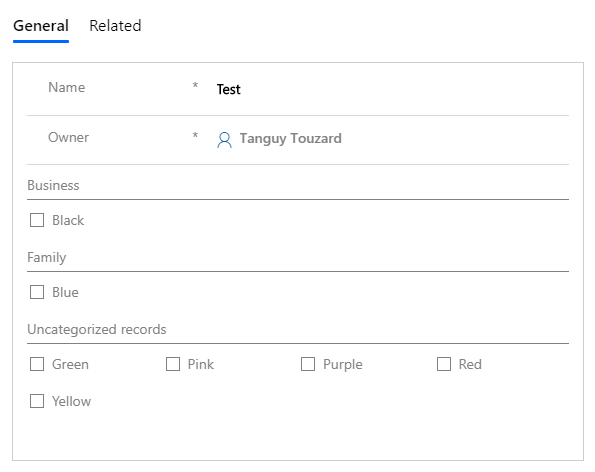 General Related
Name * Test
Owner * Tanguy Touzard
Business
Black
Family
Blue
Uncategorized records
Green Pink Purple Red
Yellow